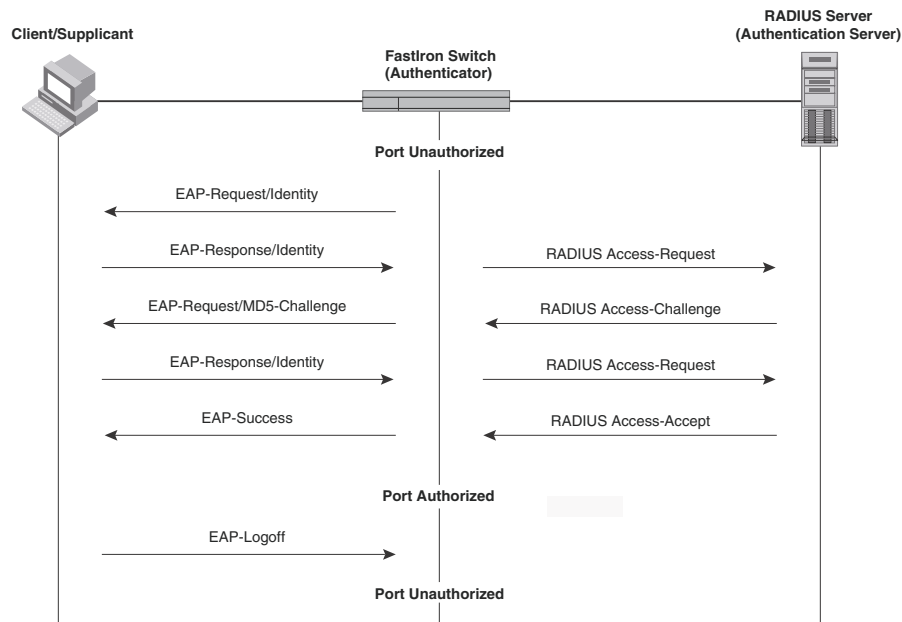 RADIUS Server
(Authentication Server)
Client/Supplicant
FastIron Switch
(Authenticator)
Port Unauthorized
EAP-Request/Identity
EAP-Response/Identity
RADIUS Access-Request
EAP-Request/MD5-Challenge
RADIUS Access-Challenge
EAP-Response/Identity
RADIUS Access-Request
EAP-Success
RADIUS Access-Accept
Port Authorized
EAP-Logoff
Port Unauthorized